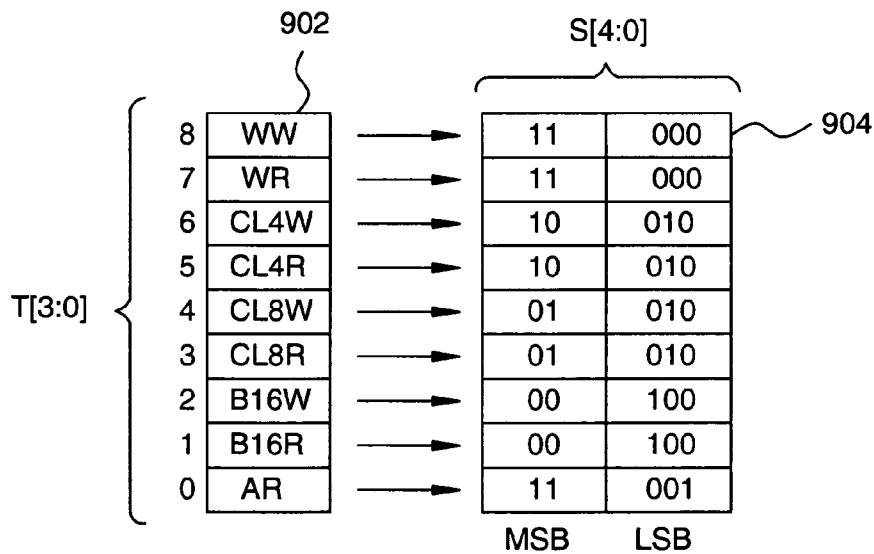 902
S[4:0]
8 WW 11 000 904
7 WR 11 000
6 CL4W 10 010
5 CL4R 10 010
T[3:0]
4 CL8W 01 010
3 CL8R 01 010
2 B16W 00 100
1 B16R 00 100
0 AR 11 001
MSB LSB